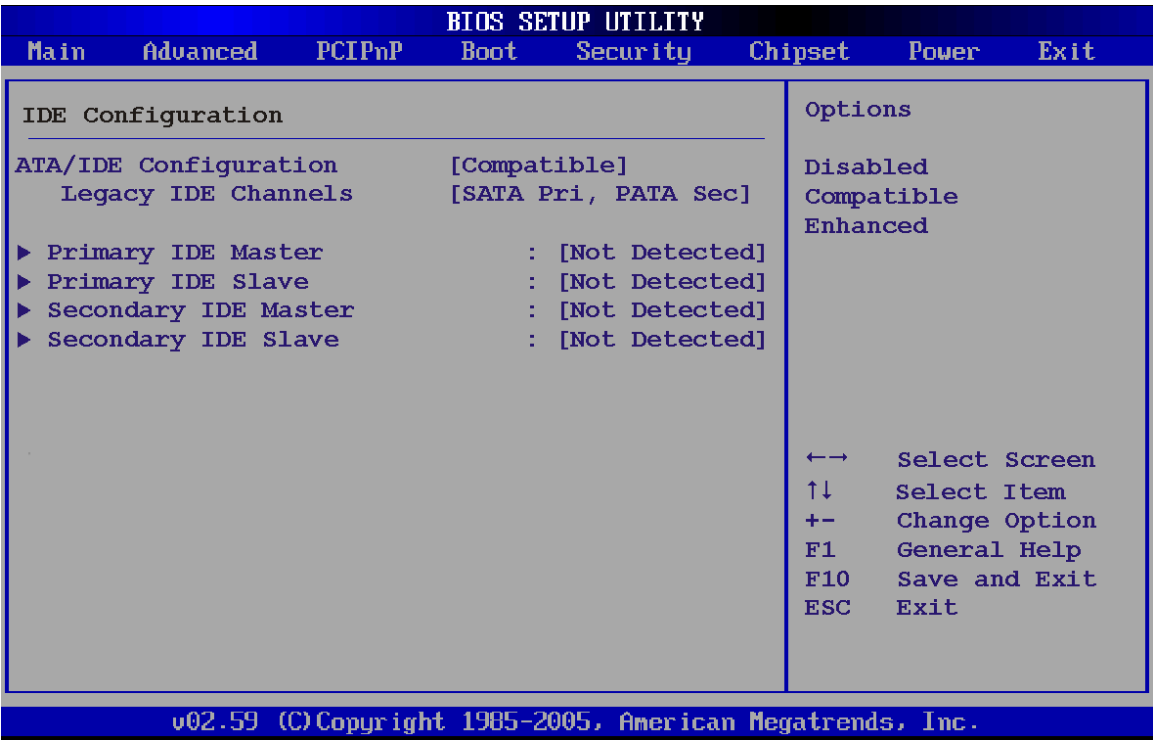 BIOS SETUP UTILITY
Main Advanced PCIPnP Boot Security Chipset Power Exit
IDE Configuration
ATA/IDE Configuration [Compatible]
Legacy IDE Channels [SATA Pri, PATA Sec]
▶ Primary IDE Master : [Not Detected]
▶ Primary IDE Slave : [Not Detected]
▶ Secondary IDE Master : [Not Detected]
▶ Secondary IDE Slave : [Not Detected]
Options
Disabled
Compatible
Enhanced
←→ Select Screen
↑↓ Select Item
+- Change Option
F1 General Help
F10 Save and Exit
ESC Exit
v02.59 (C)Copyright 1985-2005, American Megatrends, Inc.